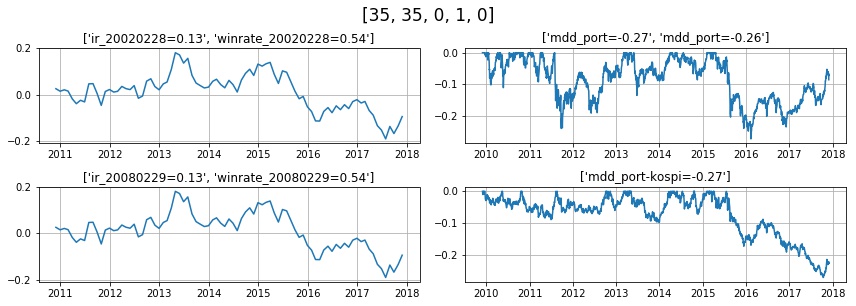 [35, 35, 0, 1, 0]
['ir_20020228=0.13', 'winrate_20020228=0.54']
0.2
0.0
−0.2
2011 2012 2013 2014 2015 2016 2017 2018
['mdd_port=-0.27', 'mdd_port=-0.26']
0.0
−0.1
−0.2
2010 2011 2012 2013 2014 2015 2016 2017 2018
['ir_20080229=0.13', 'winrate_20080229=0.54']
0.2
0.0
−0.2
2011 2012 2013 2014 2015 2016 2017 2018
['mdd_port-kospi=-0.27']
0.0
−0.1
−0.2
2010 2011 2012 2013 2014 2015 2016 2017 2018